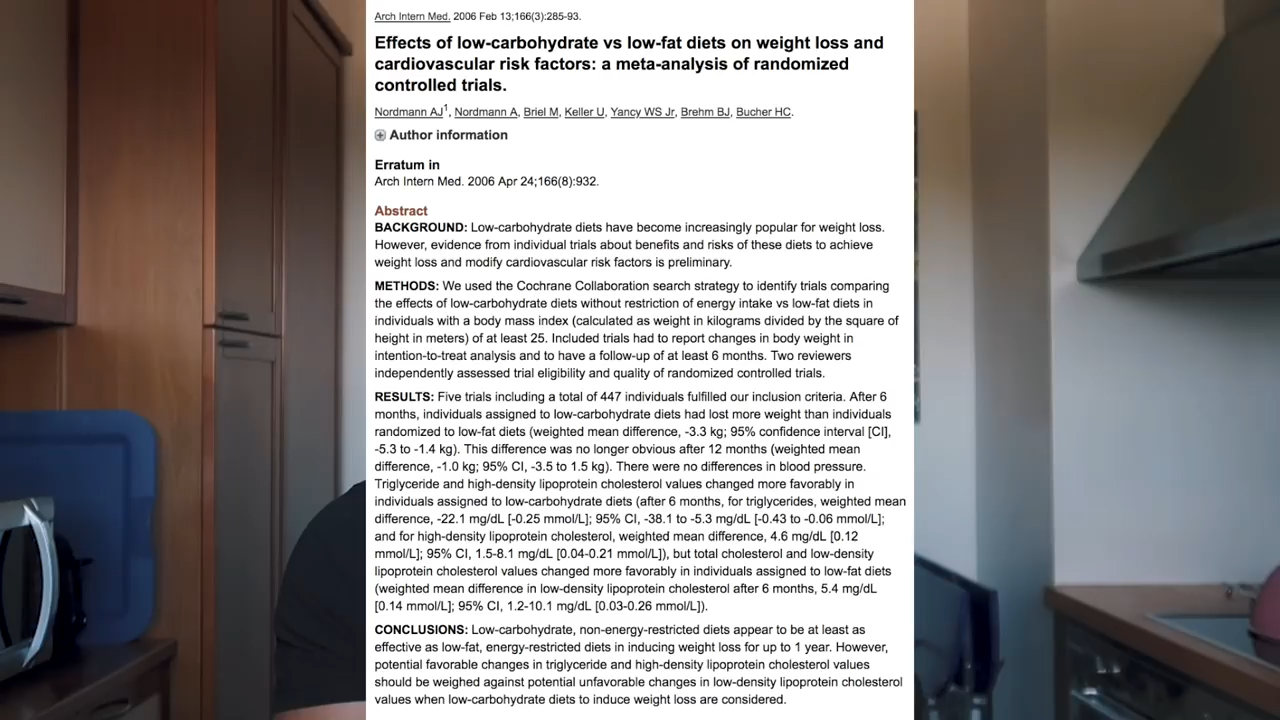 Arch Intern Med. 2006 Feb 13;166(3):285-93.
Effects of low-carbohydrate vs low-fat diets on weight loss and
cardiovascular risk factors: a meta-analysis of randomized
controlled trials.
Nordmann AJ1, Nordmann A, Briel M, Keller U, Yancy WS Jr, Brehm BJ, Bucher HC.
Author information
Erratum in
Arch Intern Med. 2006 Apr 24;166(8):932.
Abstract
BACKGROUND: Low-carbohydrate diets have become increasingly popular for weight loss.
However, evidence from individual trials about benefits and risks of these diets to achieve
weight loss and modify cardiovascular risk factors is preliminary.
METHODS: We used the Cochrane Collaboration search strategy to identify trials comparing
the effects of low-carbohydrate diets without restriction of energy intake vs low-fat diets in
individuals with a body mass index (calculated as weight in kilograms divided by the square of
height in meters) of at least 25. Included trials had to report changes in body weight in
intention-to-treat analysis and to have a follow-up of at least 6 months. Two reviewers
independently assessed trial eligibility and quality of randomized controlled trials.
RESULTS: Five trials including a total of 447 individuals fulfilled our inclusion criteria. After 6
months, individuals assigned to low-carbohydrate diets had lost more weight than individuals
randomized to low-fat diets (weighted mean difference, -3.3 kg; 95% confidence interval [CI],
-5.3 to -1.4 kg). This difference was no longer obvious after 12 months (weighted mean
difference, -1.0 kg; 95% CI, -3.5 to 1.5 kg). There were no differences in blood pressure.
Triglyceride and high-density lipoprotein cholesterol values changed more favorably in
individuals assigned to low-carbohydrate diets (after 6 months, for triglycerides, weighted mean
difference, -22.1 mg/dL [-0.25 mmol/L]; 95% CI, -38.1 to -5.3 mg/dL [-0.43 to -0.06 mmol/L];
and for high-density lipoprotein cholesterol, weighted mean difference, 4.6 mg/dL [0.12
mmol/L]; 95% CI, 1.5-8.1 mg/dL [0.04-0.21 mmol/L]), but total cholesterol and low-density
lipoprotein cholesterol values changed more favorably in individuals assigned to low-fat diets
(weighted mean difference in low-density lipoprotein cholesterol after 6 months, 5.4 mg/dL
[0.14 mmol/L]; 95% CI, 1.2-10.1 mg/dL [0.03-0.26 mmol/L]).
CONCLUSIONS: Low-carbohydrate, non-energy-restricted diets appear to be at least as
effective as low-fat, energy-restricted diets in inducing weight loss for up to 1 year. However,
potential favorable changes in triglyceride and high-density lipoprotein cholesterol values
should be weighed against potential unfavorable changes in low-density lipoprotein cholesterol
values when low-carbohydrate diets to induce weight loss are considered.